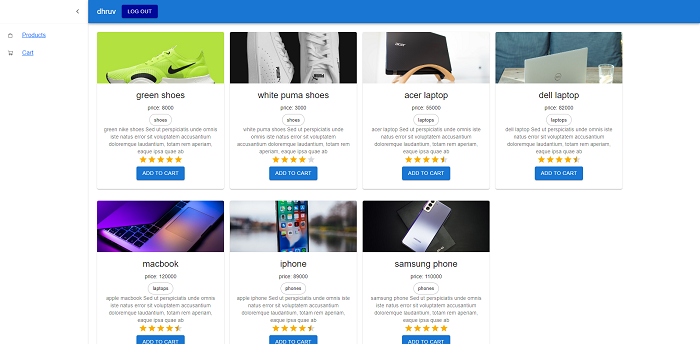 dhruv LOG OUT
Products
Cart
green shoes
price: 8000
shoes
green nike shoes Sed ut perspiciatis unde omnis
iste natus error sit voluptatem accusantium
doloremque laudantium, totam rem aperiam,
eaque ipsa quae ab
ADD TO CART
white puma shoes
price: 3000
shoes
white puma shoes Sed ut perspiciatis unde
omnis iste natus error sit voluptatem
accusantium doloremque laudantium, totam rem
aperiam, eaque ipsa quae ab
ADD TO CART
acer laptop
price: 55000
laptops
acer laptop Sed ut perspiciatis unde omnis iste
natus error sit voluptatem accusantium
doloremque laudantium, totam rem aperiam,
eaque ipsa quae ab
ADD TO CART
acer
dell laptop
price: 82000
laptops
dell laptop Sed ut perspiciatis unde omnis iste
natus error sit voluptatem accusantium
doloremque laudantium, totam rem aperiam,
eaque ipsa quae ab
ADD TO CART
macbook
price: 120000
laptops
apple macbook Sed ut perspiciatis unde omnis
iste natus error sit voluptatem accusantium
doloremque laudantium, totam rem aperiam,
eaque ipsa quae ab
ADD TO CART
iphone
price: 89000
phones
apple iphone Sed ut perspiciatis unde omnis iste
natus error sit voluptatem accusantium
doloremque laudantium, totam rem aperiam,
eaque ipsa quae ab
ADD TO CART
samsung phone
price: 110000
phones
samsung phone Sed ut perspiciatis unde omnis
iste natus error sit voluptatem accusantium
doloremque laudantium, totam rem aperiam,
eaque ipsa quae ab
ADD TO CART